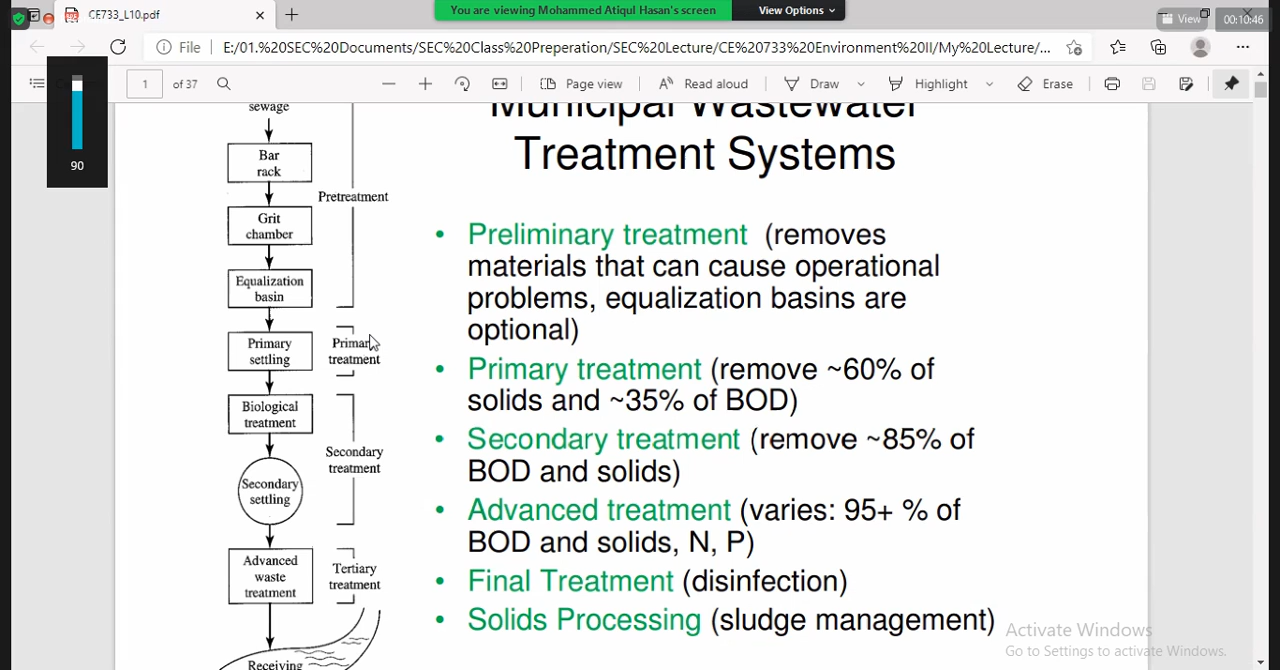 CE733_L10.pdf
You are viewing Mohammed Atiqul Hasan's screen
View Options
View
00:10:46
File
E:/01.%20SEC%20Documents/SEC%20Class%20Preperation/SEC%20Lecture/CE%20733%20Environment%20II/My%20Lecture/...
1 of 37
Page view
Read aloud
Draw
Highlight
Erase
90
sewage
Bar
rack
Pretreatment
Grit
chamber
Equalization
basin
Primary
settling
Primary
treatment
Biological
treatment
Secondary
treatment
Secondary
settling
Advanced
waste
treatment
Tertiary
treatment
Receiving
Municipal Wastewater
Treatment Systems
• Preliminary treatment (removes
materials that can cause operational
problems, equalization basins are
optional)
• Primary treatment (remove ~60% of
solids and ~35% of BOD)
• Secondary treatment (remove ~85% of
BOD and solids)
• Advanced treatment (varies: 95+ % of
BOD and solids, N, P)
• Final Treatment (disinfection)
• Solids Processing (sludge management)
Activate Windows
Go to Settings to activate Windows.